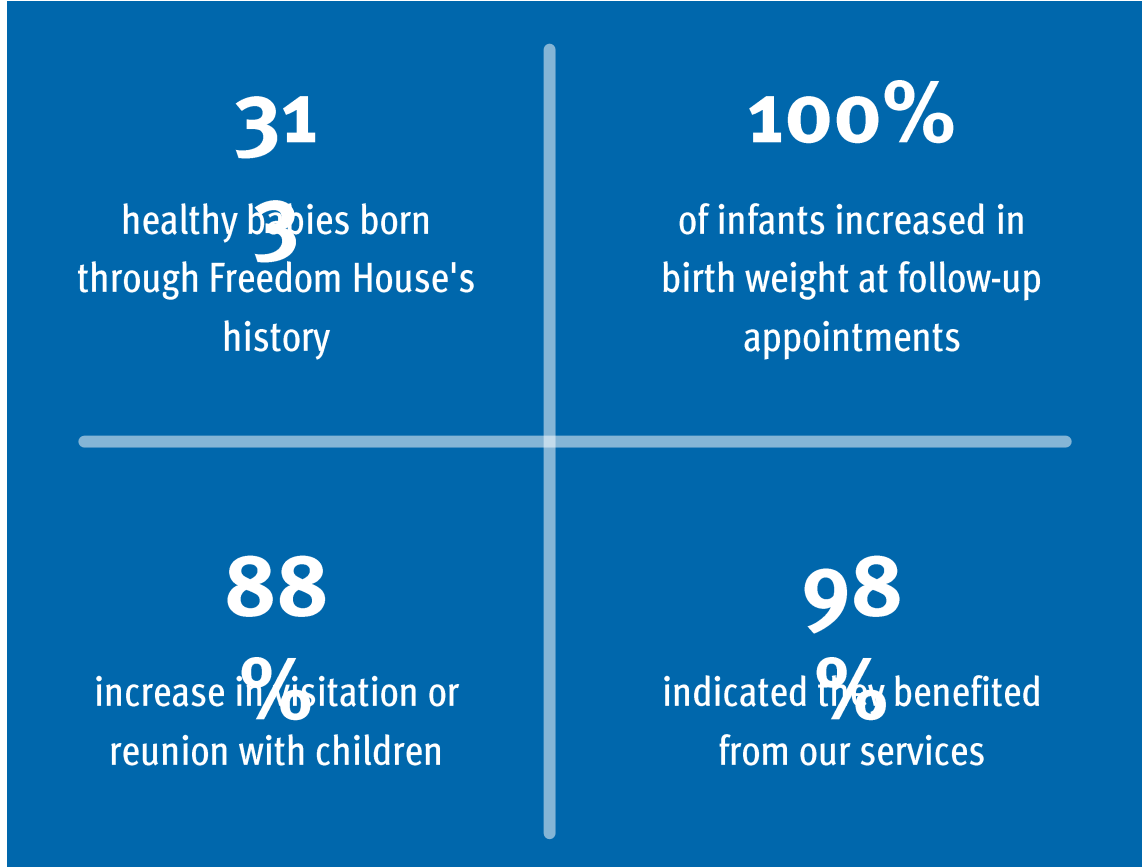 31
3
healthy babies born
through Freedom House's
history
100%
of infants increased in
birth weight at follow-up
appointments
88
%
increase in visitation or
reunion with children
98
%
indicated they benefited
from our services